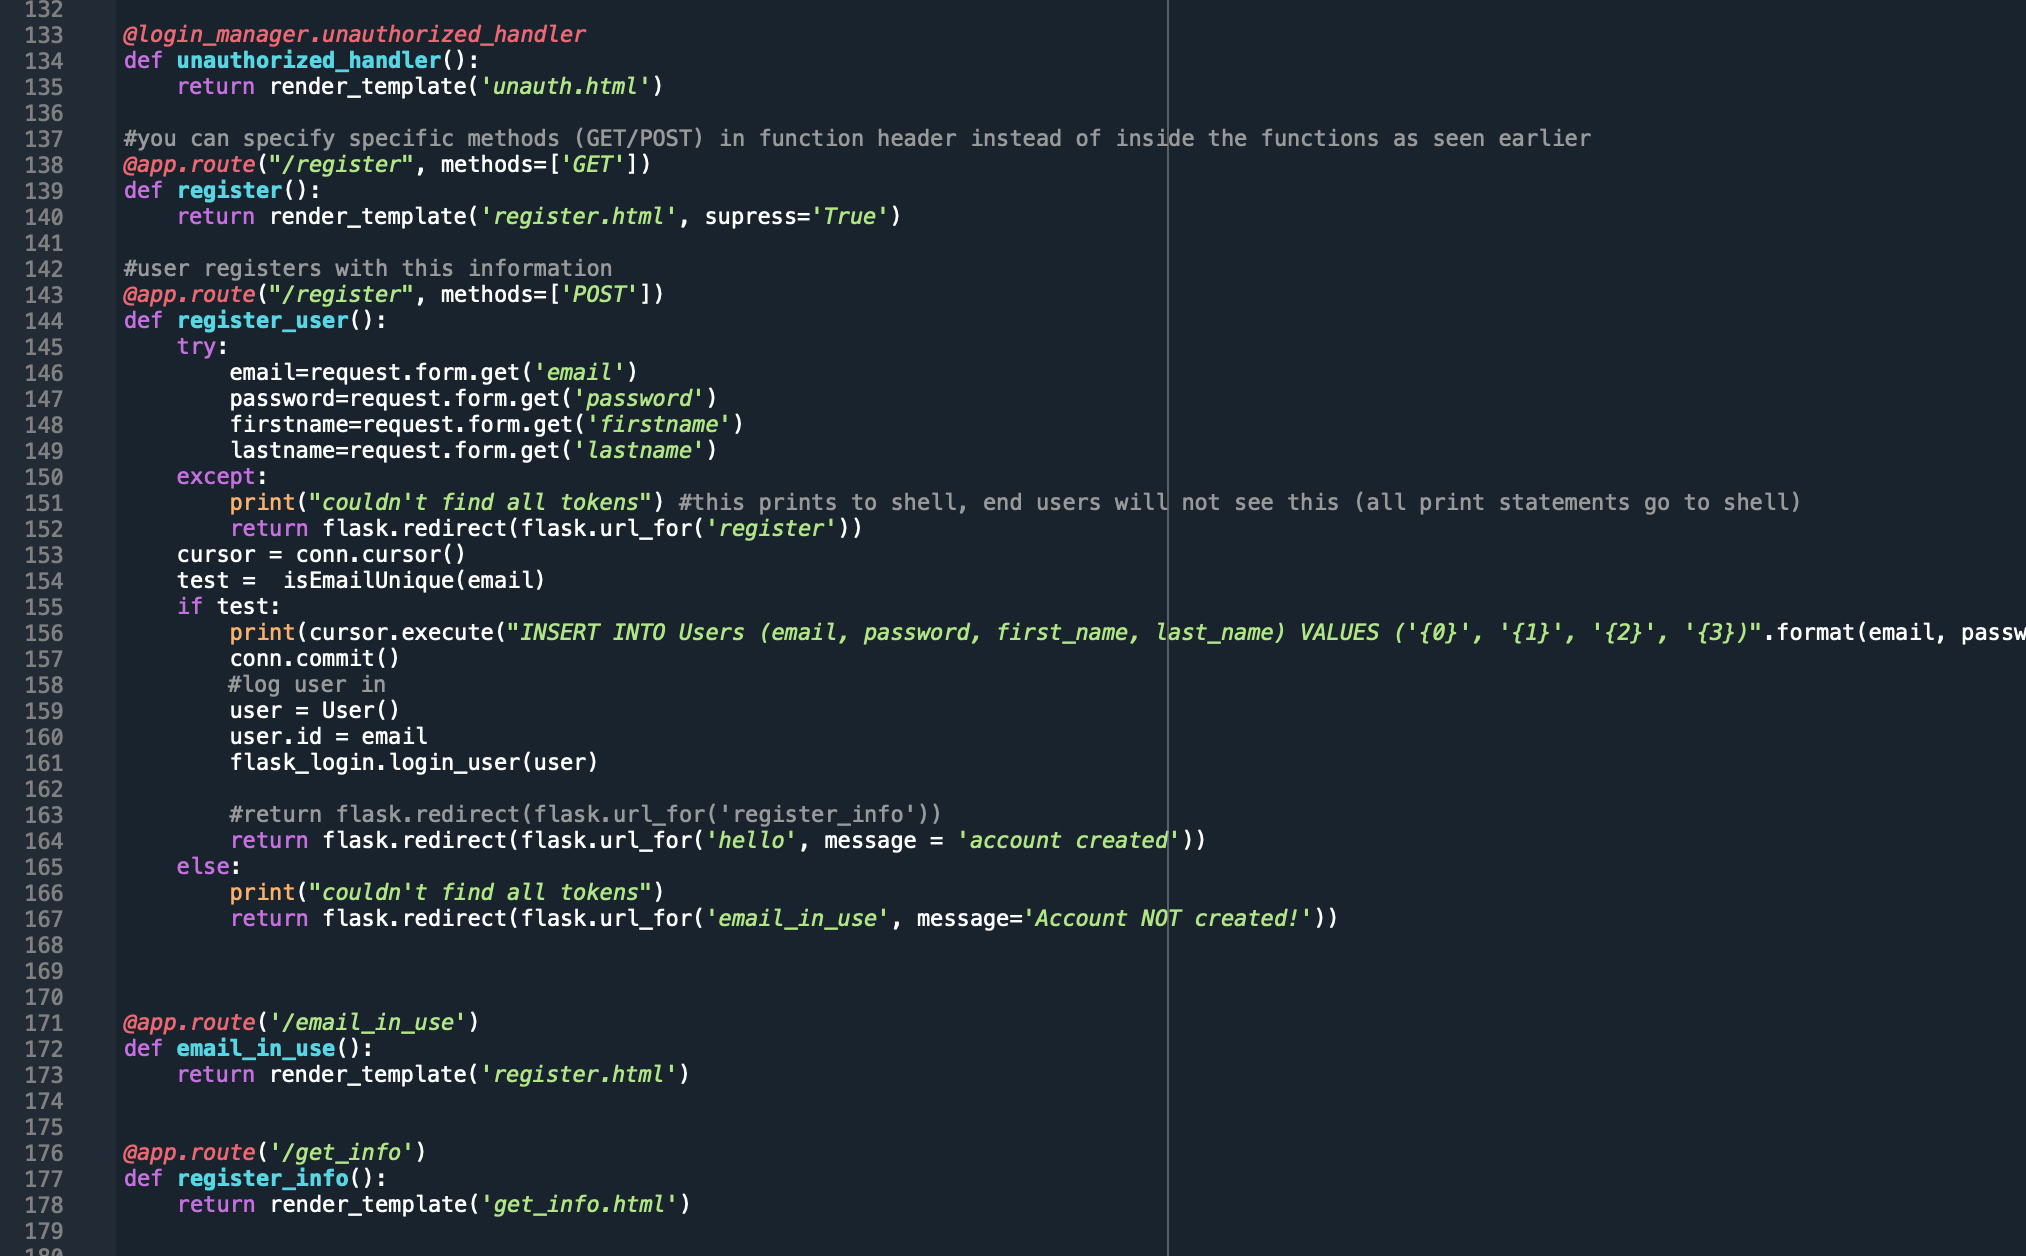 132
133 @login_manager.unauthorized_handler
134 def unauthorized_handler():
135     return render_template('unauth.html')
136
137 #you can specify specific methods (GET/POST) in function header instead of inside the functions as seen earlier
138 @app.route("/register", methods=['GET'])
139 def register():
140     return render_template('register.html', supress='True')
141
142 #user registers with this information
143 @app.route("/register", methods=['POST'])
144 def register_user():
145     try:
146         email=request.form.get('email')
147         password=request.form.get('password')
148         firstname=request.form.get('firstname')
149         lastname=request.form.get('lastname')
150     except:
151         print("couldn't find all tokens") #this prints to shell, end users will not see this (all print statements go to shell)
152         return flask.redirect(flask.url_for('register'))
153     cursor = conn.cursor()
154     test =  isEmailUnique(email)
155     if test:
156         print(cursor.execute("INSERT INTO Users (email, password, first_name, last_name) VALUES ('{0}', '{1}', '{2}', '{3})".format(email, passw
157         conn.commit()
158         #log user in
159         user = User()
160         user.id = email
161         flask_login.login_user(user)
162
163         #return flask.redirect(flask.url_for('register_info'))
164         return flask.redirect(flask.url_for('hello', message = 'account created'))
165     else:
166         print("couldn't find all tokens")
167         return flask.redirect(flask.url_for('email_in_use', message='Account NOT created!'))
168
169
170
171 @app.route('/email_in_use')
172 def email_in_use():
173     return render_template('register.html')
174
175
176 @app.route('/get_info')
177 def register_info():
178     return render_template('get_info.html')
179
180